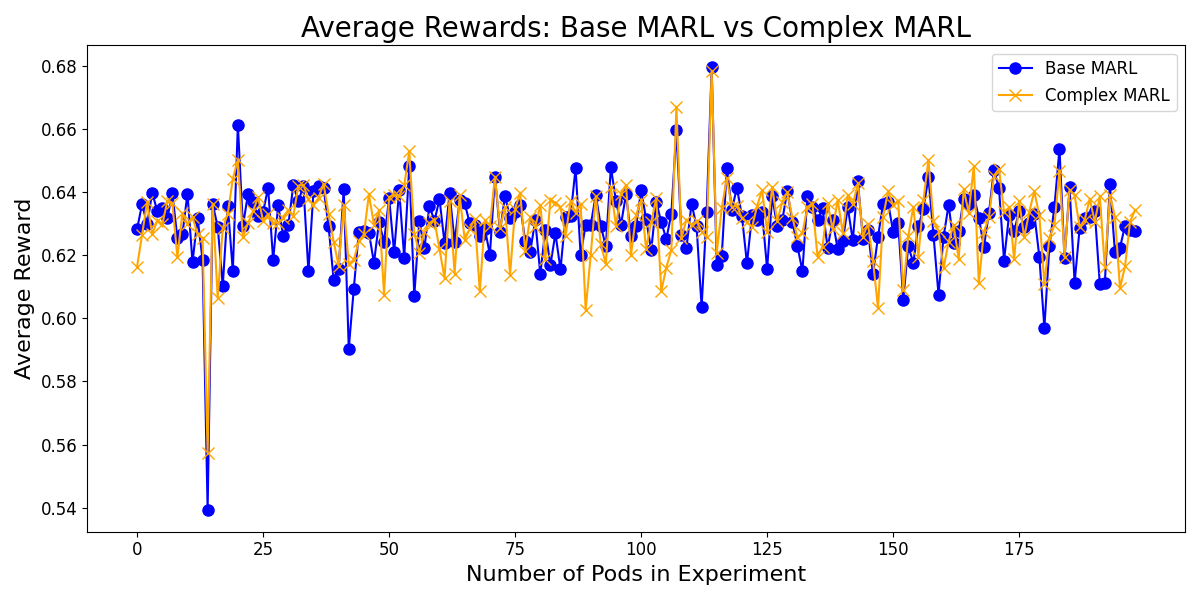 Average Rewards: Base MARL vs Complex MARL
Base MARL
Complex MARL
Average Reward
0.68
0.66
0.64
0.62
0.60
0.58
0.56
0.54
0 25 50 75 100 125 150 175
Number of Pods in Experiment